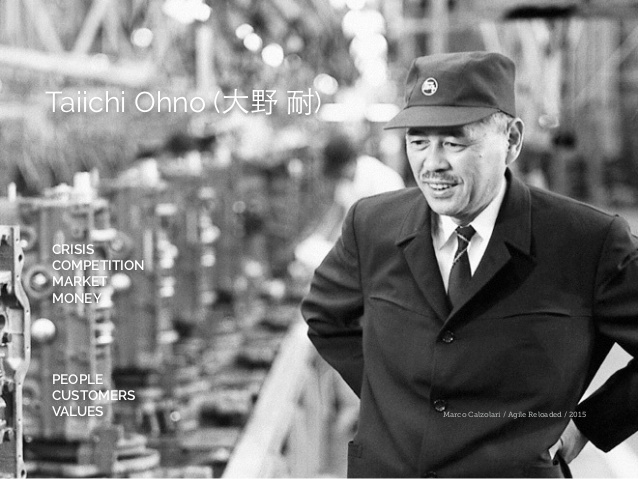 Taiichi Ohno (大野 耐)
CRISIS
COMPETITION
MARKET
MONEY
PEOPLE
CUSTOMERS
VALUES
Marco Calzolari / Agile Reloaded / 2015